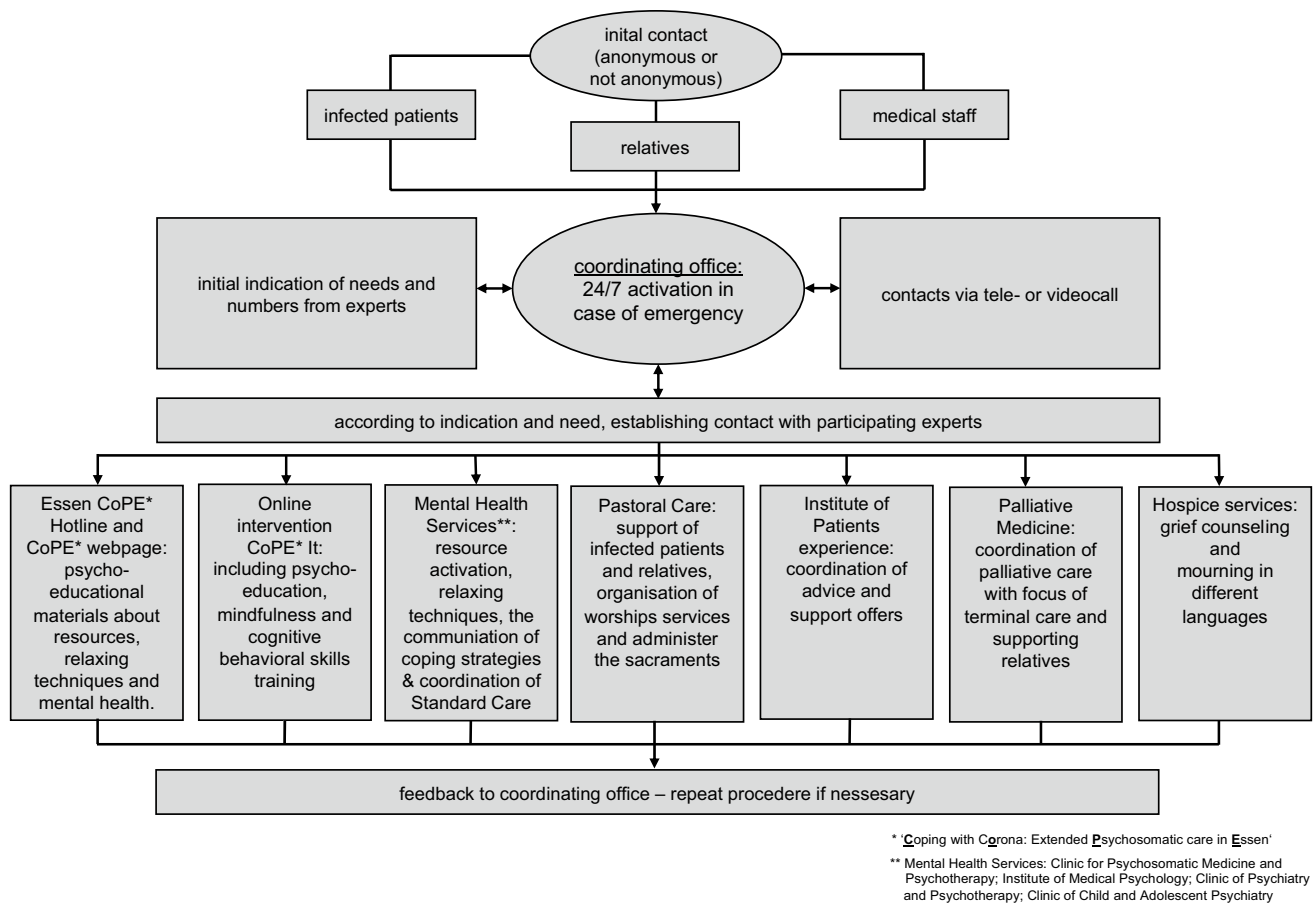 inital contact
(anonymous or
not anonymous)
infected patients
relatives
medical staff
initial indication of needs and
numbers from experts
coordinating office:
24/7 activation in
case of emergency
contacts via tele- or videocall
according to indication and need, establishing contact with participating experts
Essen CoPE*
Hotline and
CoPE* webpage:
psycho-
educational
materials about
resources,
relaxing
techniques and
mental health.
Online
intervention
CoPE* It:
including psycho-
education,
mindfulness and
cognitive
behavioral skills
training
Mental Health
Services**:
resource
activation,
relaxing
techniques, the
communiation of
coping strategies
& coordination of
Standard Care
Pastoral Care:
support of
infected patients
and relatives,
organisation of
worships services
and administer
the sacraments
Institute of
Patients
experience:
coordination of
advice and
support offers
Palliative
Medicine:
coordination of
palliative care
with focus of
terminal care and
supporting
relatives
Hospice services:
grief counseling
and
mourning in
different
languages
feedback to coordinating office – repeat procedere if nessesary
* 'Coping with Corona: Extended Psychosomatic care in Essen'
** Mental Health Services: Clinic for Psychosomatic Medicine and
Psychotherapy; Institute of Medical Psychology; Clinic of Psychiatry
and Psychotherapy; Clinic of Child and Adolescent Psychiatry